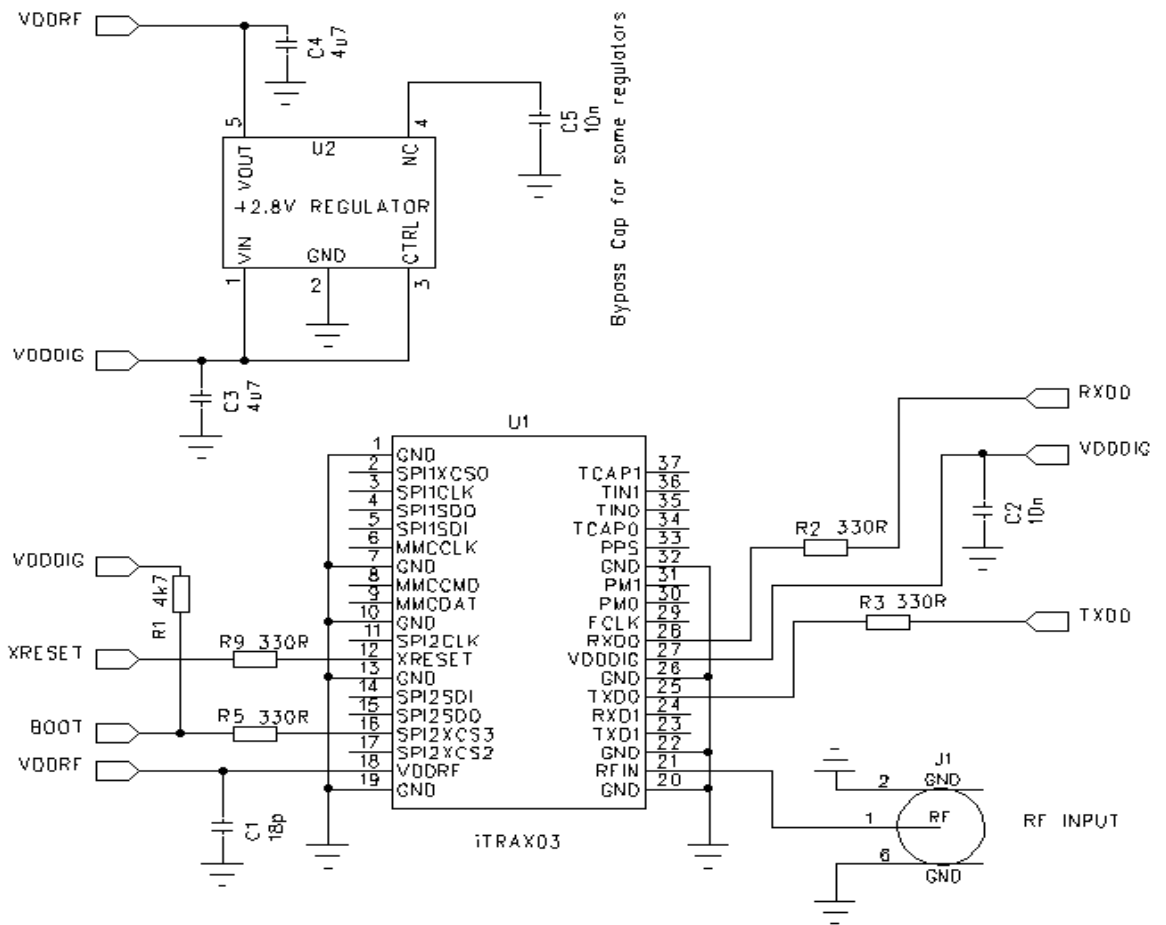 VDDRF
C4
4u7
5
4
U2
VOUT
NC
+2.8V REGULATOR
VIN
GND
CTRL
1
2
3
C5
10n
Bypass Cap for some regulators
VDDDIG
C3
4u7
U1
1 GND
2 SPI1XCS0
3 SPI1CLK
4 SPI1SDO
5 SPI1SDI
6 MMCCLK
7 GND
8 MMCCMD
9 MMCDAT
10 GND
11 SPI2CLK
12 XRESET
13 GND
14 SPI2SDI
15 SPI2SDO
16 SPI2XCS3
17 SPI2XCS2
18 VDDRF
19 GND
TCAP1 37
TIN1 36
TIN0 35
TCAP0 34
PPS 33
GND 32
PM1 31
PM0 30
FCLK 29
RXD0 28
VDDDIG 27
GND 26
TXD0 25
RXD1 24
TXD1 23
GND 22
RFIN 21
GND 20
iTRAX03
VDDDIG
R1 4k7
XRESET
R9 330R
BOOT
R5 330R
VDDRF
C1
18p
RXD0
VDDDIG
C2
10n
R2 330R
R3 330R
TXD0
J1
2
GND
1
RF
RF INPUT
6
GND